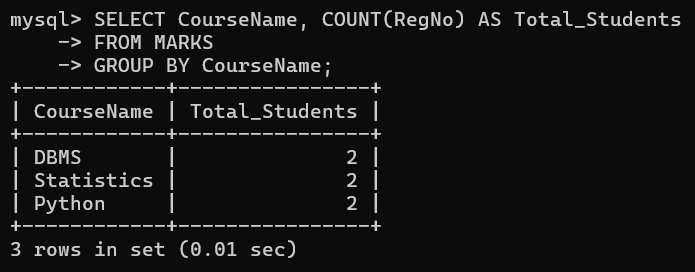 mysql> SELECT CourseName, COUNT(RegNo) AS Total_Students
    -> FROM MARKS
    -> GROUP BY CourseName;
+------------+----------------+
| CourseName | Total_Students |
+------------+----------------+
| DBMS       |              2 |
| Statistics |              2 |
| Python     |              2 |
+------------+----------------+
3 rows in set (0.01 sec)